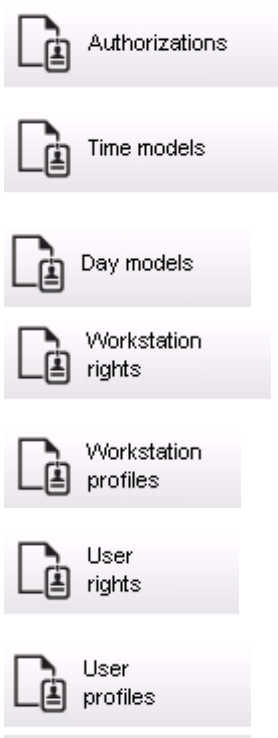 Authorizations
Time models
Day models
Workstation
rights
Workstation
profiles
User
rights
User
profiles